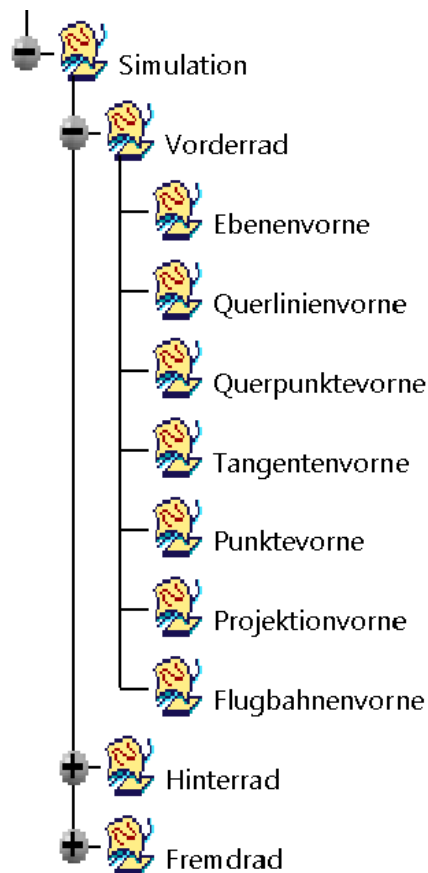 Simulation
Vorderrad
Ebenenvorne
Querlinienvorne
Querpunktevorne
Tangentenvorne
Punktevorne
Projektionvorne
Flugbahnenvorne
Hinterrad
Fremdrad